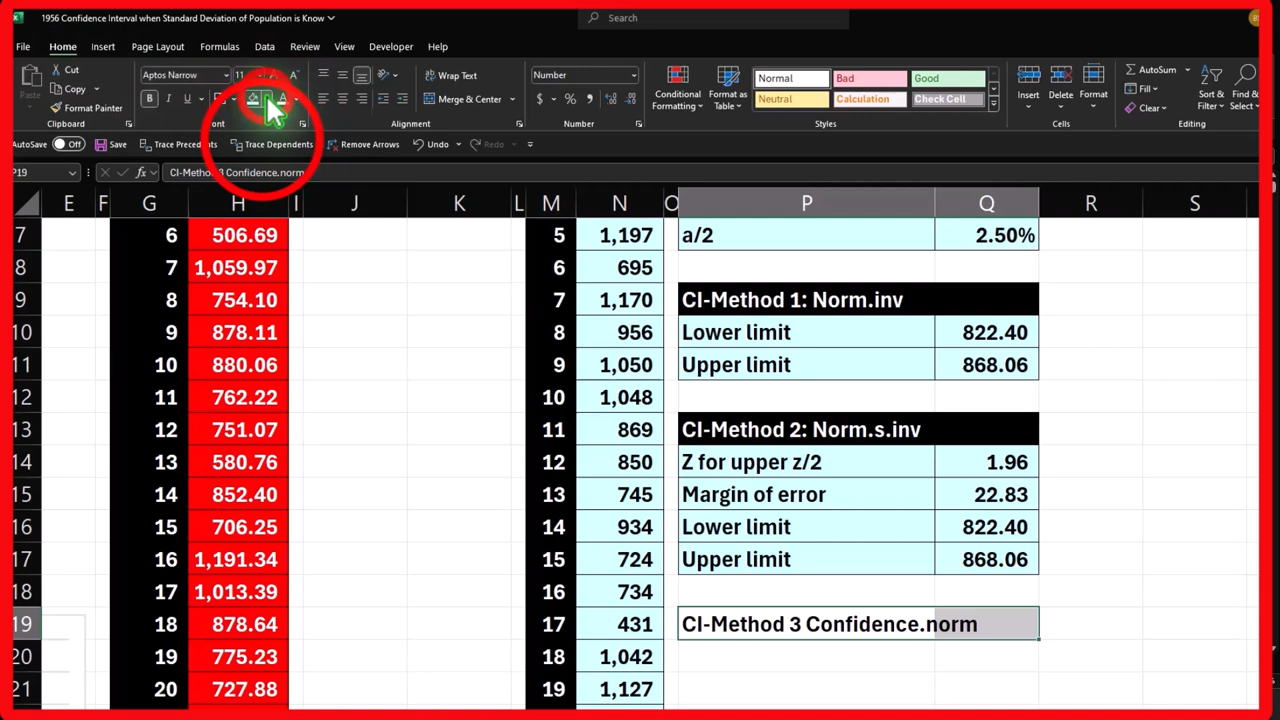 1956 Confidence Interval when Standard Deviation of Population is Know
Search
File Home Insert Page Layout Formulas Data Review View Developer Help
Cut
Copy
Format Painter
Paste
Clipboard
Aptos Narrow 11
B I U
Font
Wrap Text
Merge & Center
Alignment
Number
$ % 
Number
Conditional Formatting
Format as Table
Normal Bad Good
Neutral Calculation Check Cell
Styles
Insert Delete Format
Cells
AutoSum
Fill
Clear
Sort & Filter
Find & Select
Editing
AutoSave Off Save Trace Precedents Trace Dependents Remove Arrows Undo Redo
P19 fx CI-Method 3 Confidence.norm
E F G H I J K L M N O P Q R S
7 6 506.69 5 1,197 a/2 2.50%
8 7 1,059.97 6 695
9 8 754.10 7 1,170 CI-Method 1: Norm.inv
10 9 878.11 8 956 Lower limit 822.40
11 10 880.06 9 1,050 Upper limit 868.06
12 11 762.22 10 1,048
13 12 751.07 11 869 CI-Method 2: Norm.s.inv
14 13 580.76 12 850 Z for upper z/2 1.96
15 14 852.40 13 745 Margin of error 22.83
16 15 706.25 14 934 Lower limit 822.40
17 16 1,191.34 15 724 Upper limit 868.06
18 17 1,013.39 16 734
19 18 878.64 17 431 CI-Method 3 Confidence.norm
20 19 775.23 18 1,042
21 20 727.88 19 1,127